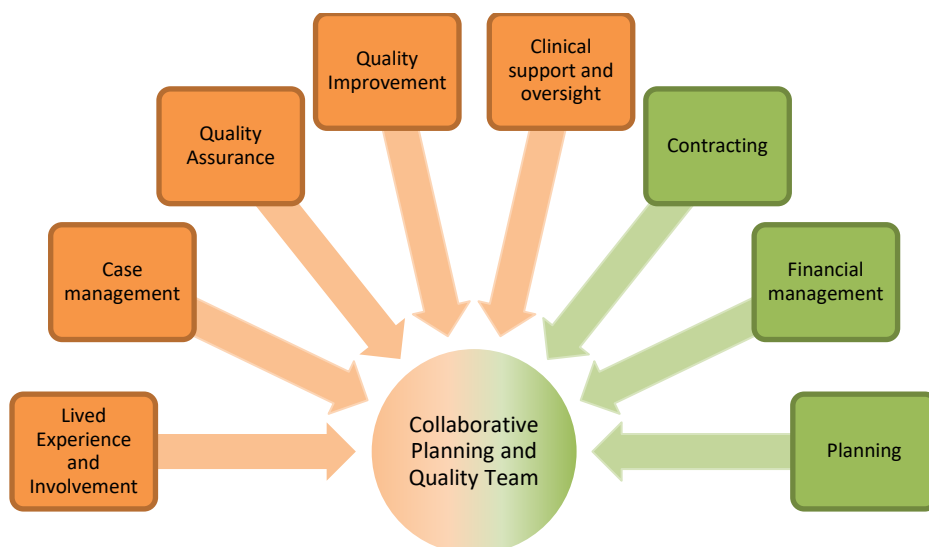 Quality
Improvement
Clinical
support and
oversight
Quality
Assurance
Contracting
Case
management
Financial
management
Lived
Experience
and
Involvement
Collaborative
Planning and
Quality Team
Planning